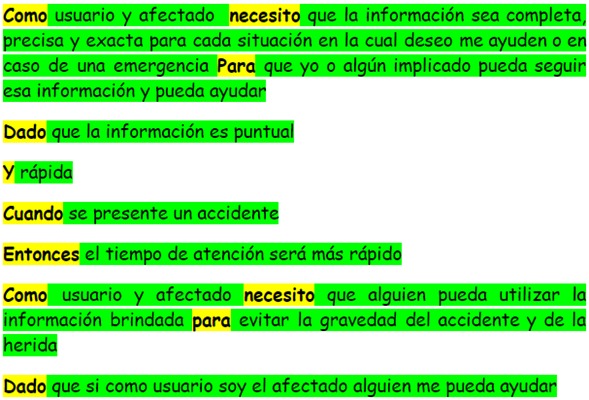 Como usuario y afectado necesito que la información sea completa,
precisa y exacta para cada situación en la cual deseo me ayuden o en
caso de una emergencia Para que yo o algún implicado pueda seguir
esa información y pueda ayudar
Dado que la información es puntual
Y rápida
Cuando se presente un accidente
Entonces el tiempo de atención será más rápido
Como usuario y afectado necesito que alguien pueda utilizar la
información brindada para evitar la gravedad del accidente y de la
herida
Dado que si como usuario soy el afectado alguien me pueda ayudar